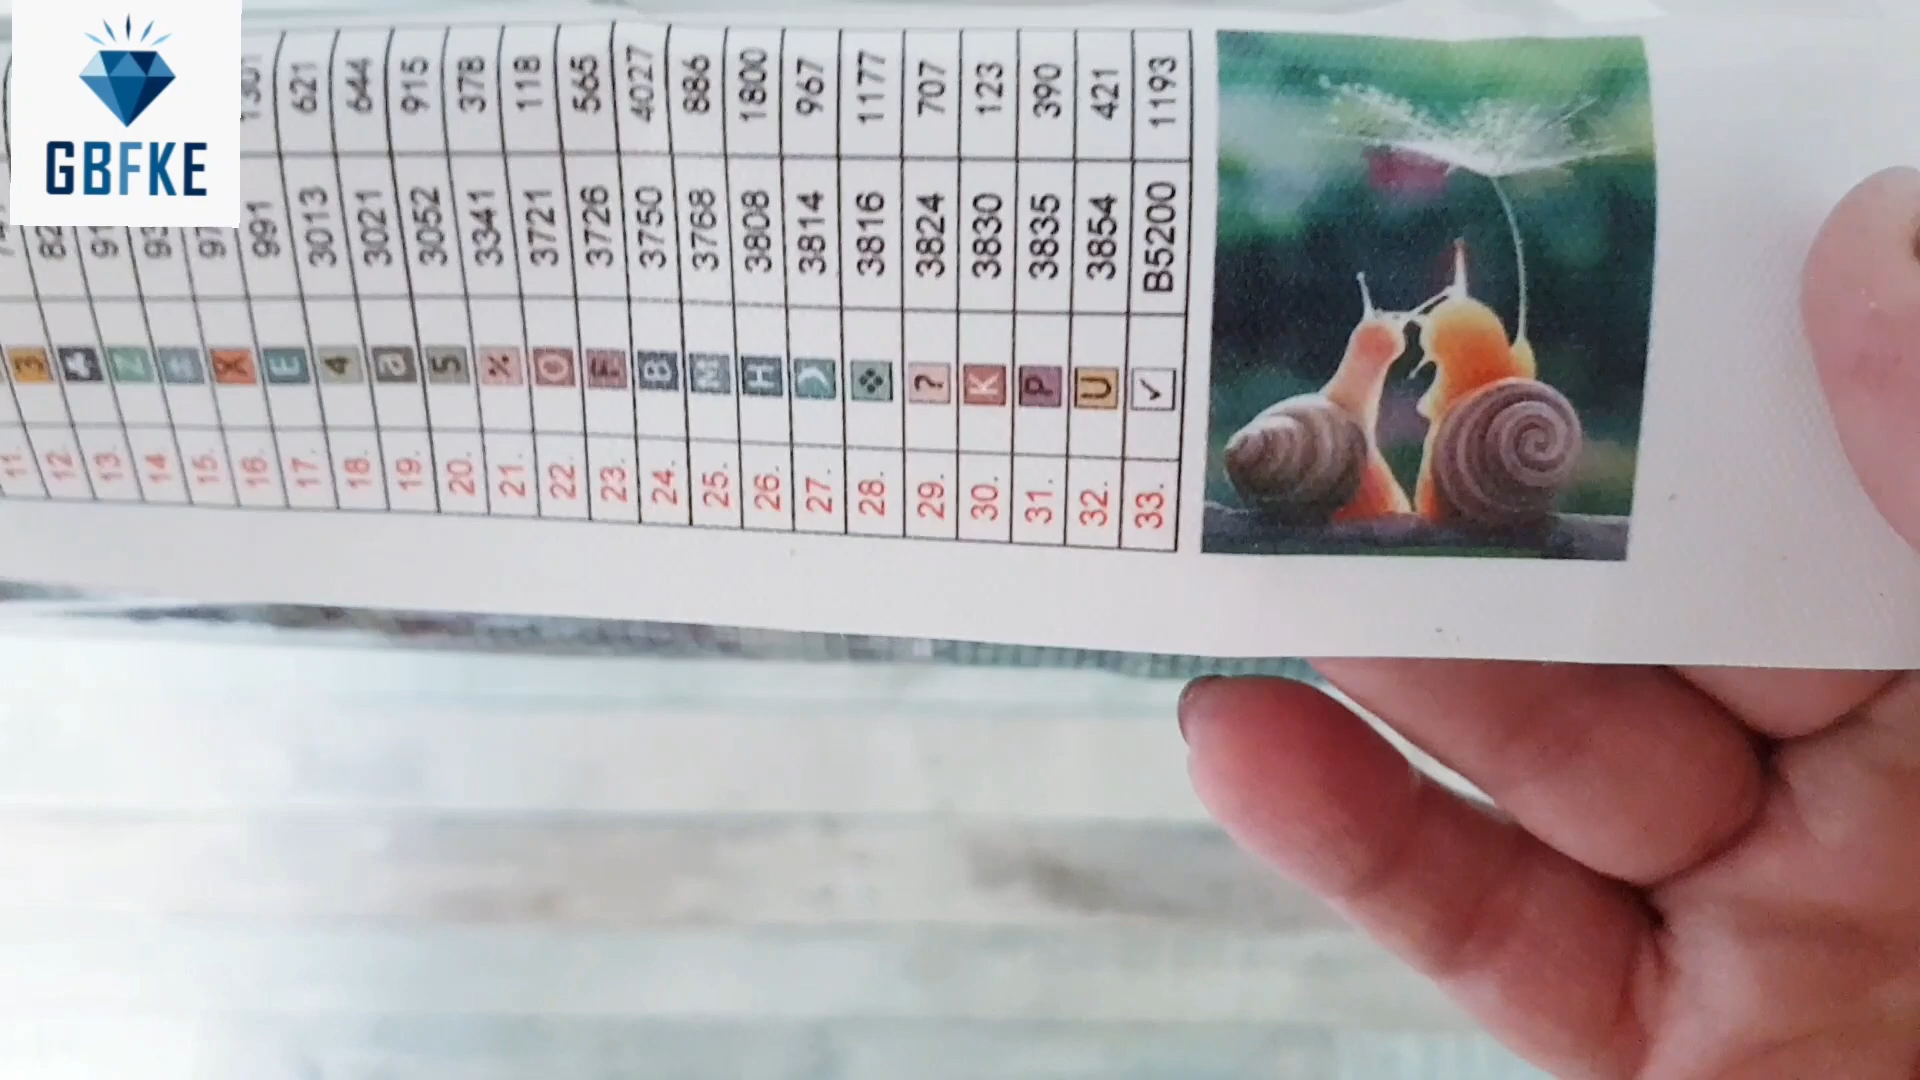 GBFKE
11. 3
12.
13. Z
14.
15. X
16. E 991
17. 4 3013 621
18. a 3021 644
19. 5 3052 915
20. % 3341 378
21. O 3721 118
22. F 3726 565
23. B 3750 4027
24. M 3768 886
25. H 3808 1800
26. 3814 967
27. ❖ 3816 1177
28. ? 3824 707
29. K 3830 123
30. P 3835 390
31. U 3854 421
32. ✓ B5200 1193
33.